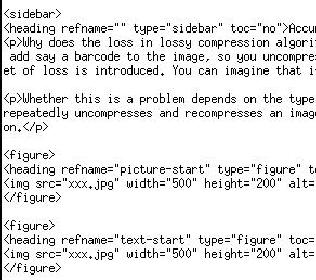 <sidebar>
<heading refname="" type="sidebar" toc="no">Accum
<p>Why does the loss in lossy compression algori
add say a barcode to the image, so you uncompre
et of loss is introduced. You can imagine that i
<p>Whether this is a problem depends on the type
repeatedly uncompresses and recompresses an imag
on.</p>
<figure>
<heading refname="picture-start" type="figure" t
<img src="xxx.jpg" width="500" height="200" alt=
</figure>
<figure>
<heading refname="text-start" type="figure" toc=
<img src="xxx.jpg" width="500" height="200" alt=
</figure>